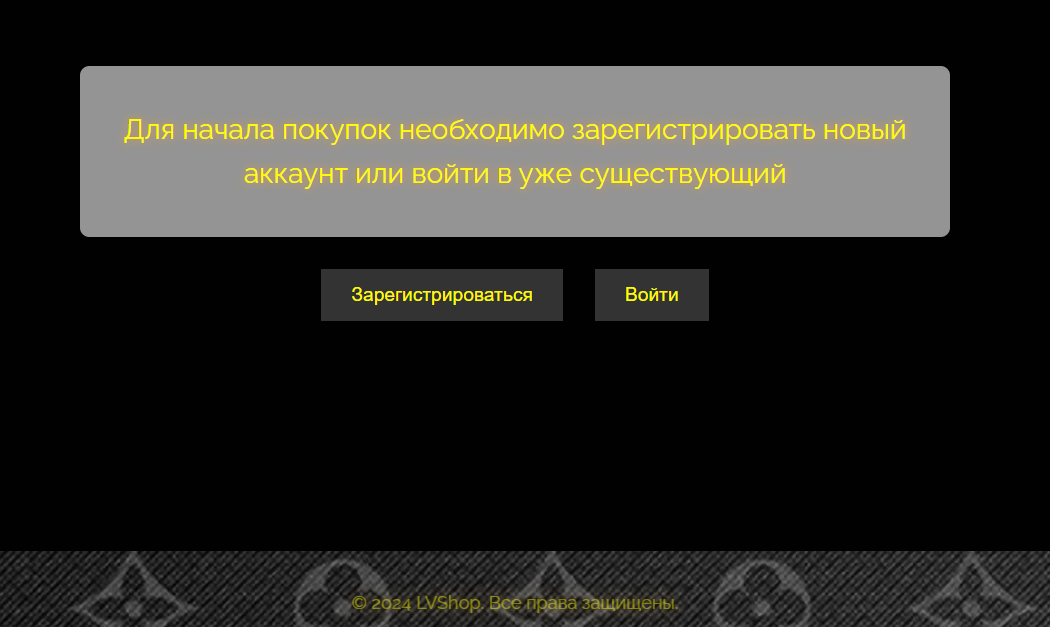 Для начала покупок необходимо зарегистрировать новый
аккаунт или войти в уже существующий
Зарегистрироваться
Войти
© 2024 LVShop. Все права защищены.